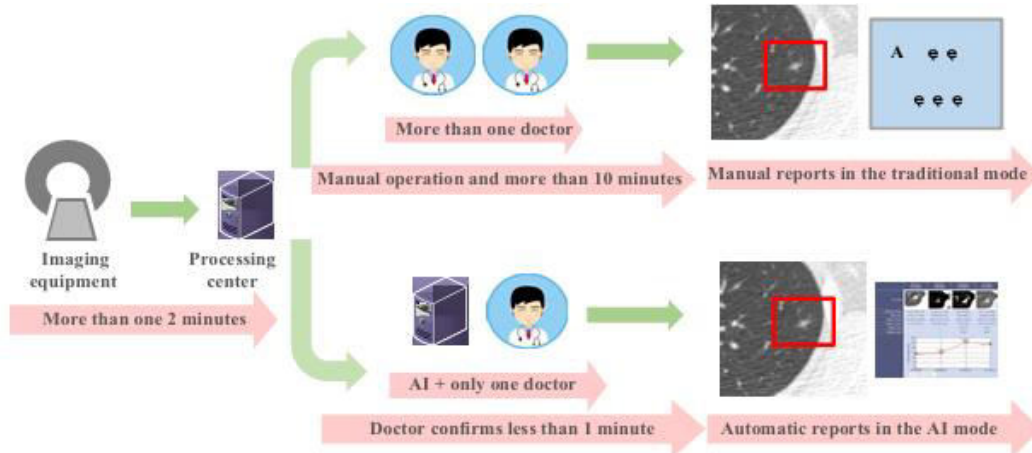 More than one doctor
Manual operation and more than 10 minutes
A ẹ ẹ
ẹ ẹ ẹ
Manual reports in the traditional mode
Imaging
equipment
Processing
center
More than one 2 minutes
AI + only one doctor
Doctor confirms less than 1 minute
Automatic reports in the AI mode